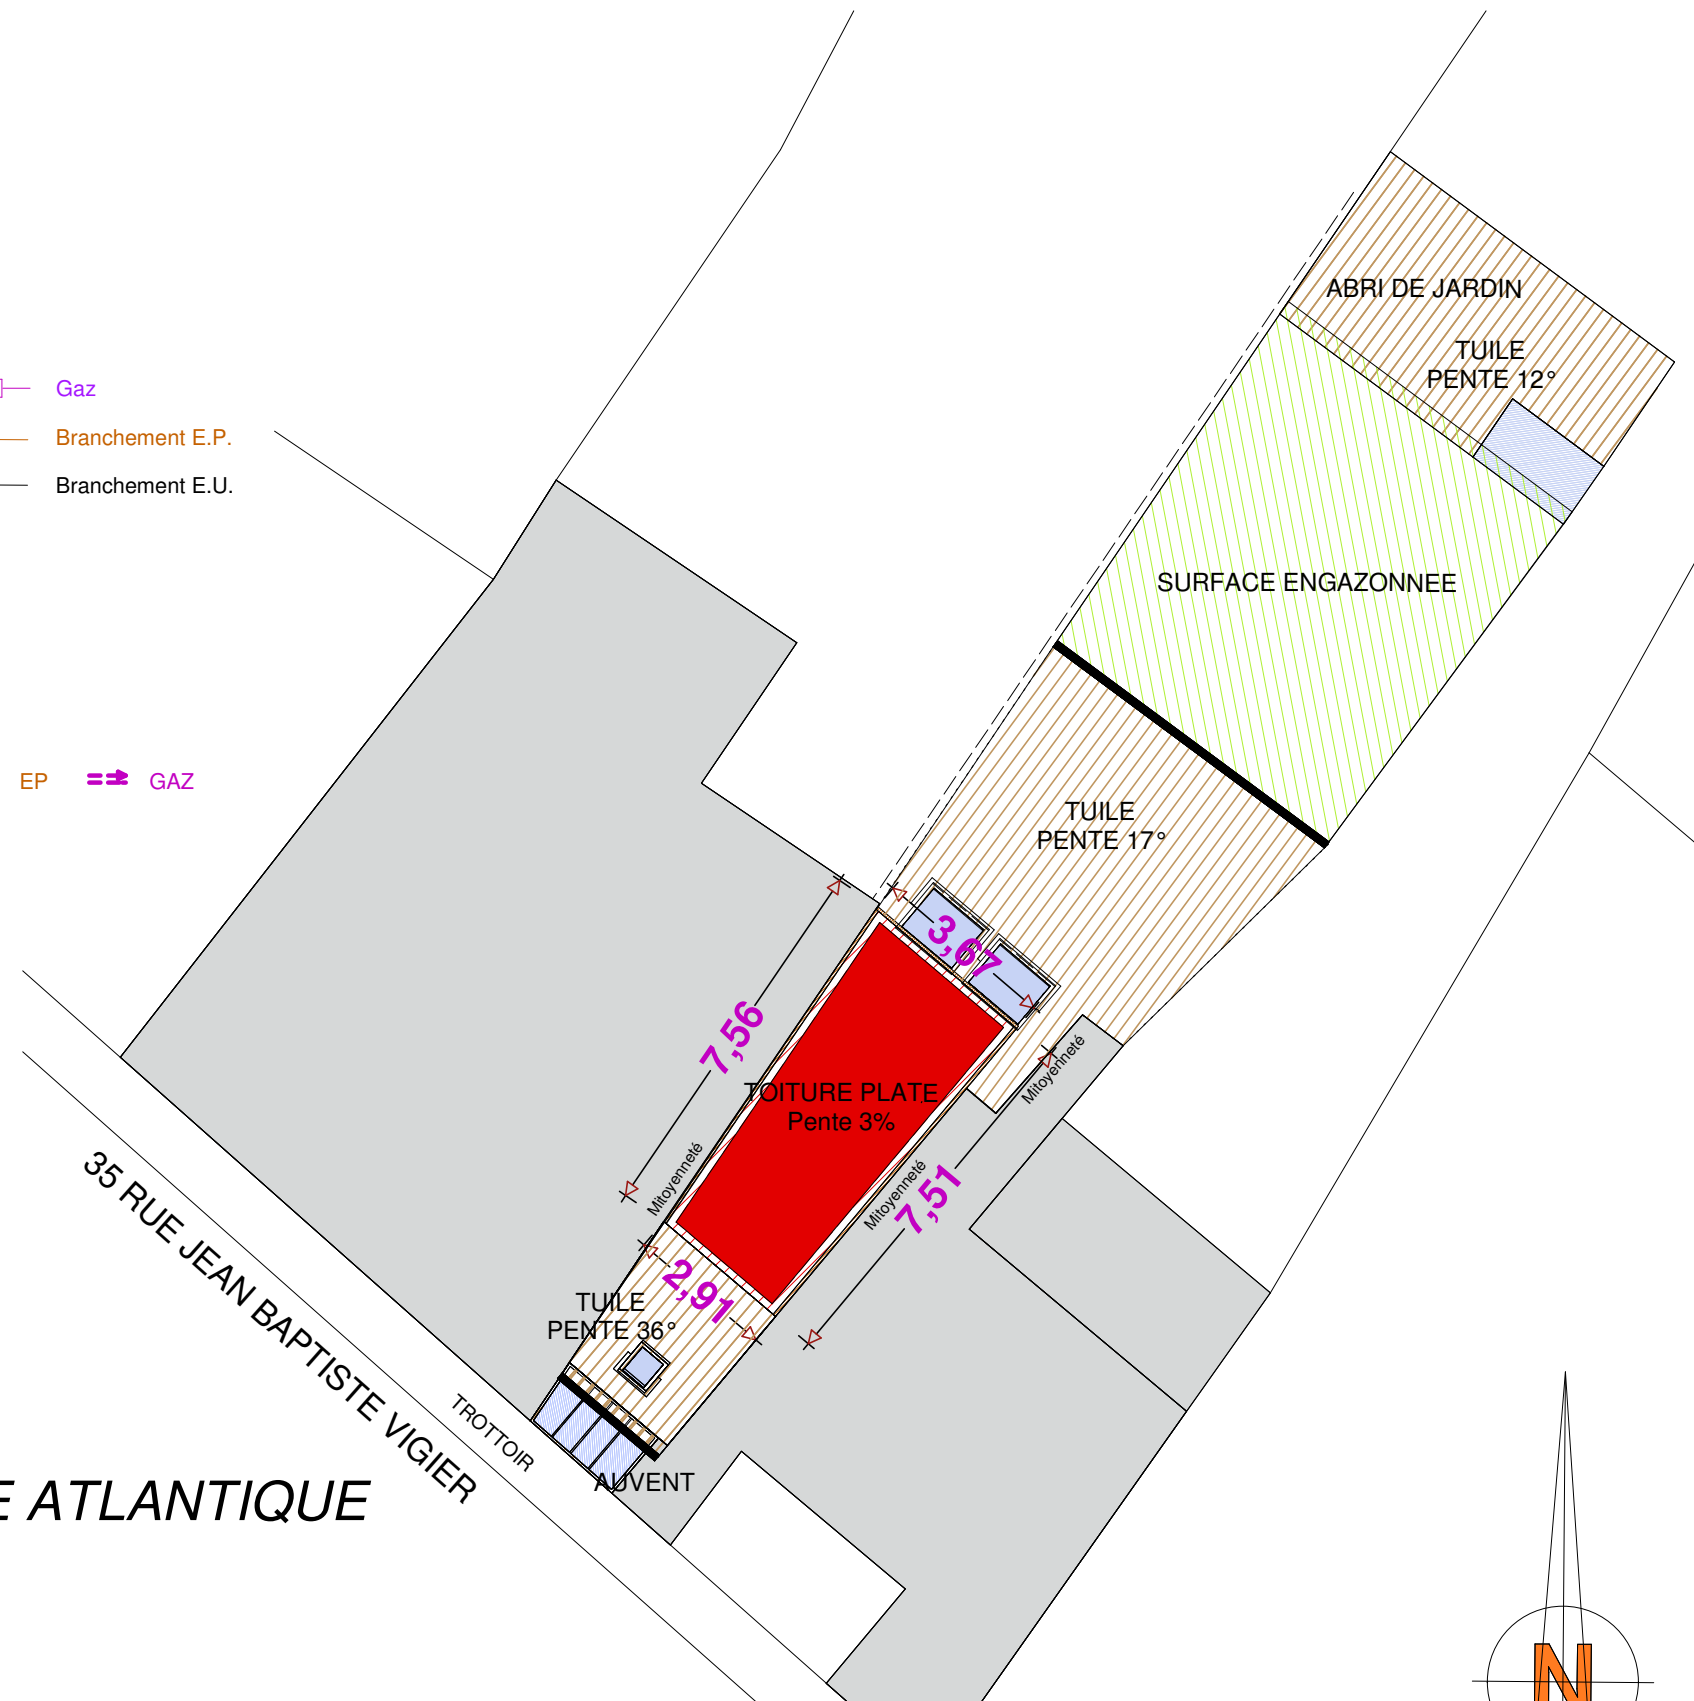 ABRI DE JARDIN
TUILE
PENTE 12°
Gaz
Branchement E.P.
Branchement E.U.
SURFACE ENGAZONNEE
EP
GAZ
TUILE
PENTE 17°
3,67
7,56
Mitoyenneté
TOITURE PLATE
Pente 3%
Mitoyenneté
Mitoyenneté
7,51
2,91
TUILE
PENTE 36°
35 RUE JEAN BAPTISTE VIGIER
TROTTOIR
AUVENT
E ATLANTIQUE
N